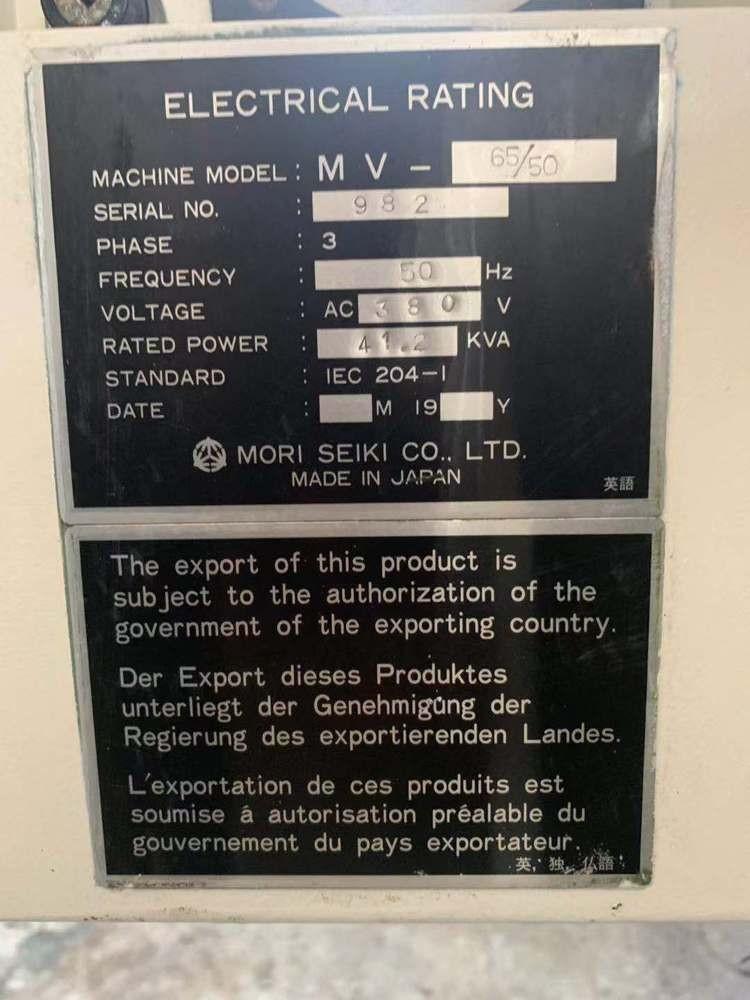 ELECTRICAL RATING
MACHINE MODEL : MV - 65/50
SERIAL NO. : 982
PHASE : 3
FREQUENCY : 50 Hz
VOLTAGE : AC 380 V
RATED POWER : 41.2 KVA
STANDARD : IEC 204-1
DATE : M 19 Y
MORI SEIKI CO., LTD.
MADE IN JAPAN
英語
The export of this product is
subject to the authorization of the
government of the exporting country.
Der Export dieses Produktes
unterliegt der Genehmigung der
Regierung des exportierenden Landes.
L'exportation de ces produits est
soumise á autorisation préalable du
gouvernement du pays exportateur.
英, 独, 仏語